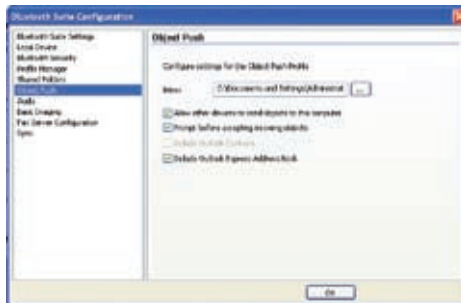 Bluetooth Suite Configuration
Bluetooth Suite Settings
Local Device
Bluetooth Security
Profile Manager
Shared Folders
Object Push
Audio
Basic Imaging
Fax Server Configuration
Sync
Object Push
Configure settings for the Object Push Profile
Inbox: D:\Documents and Settings\Administrat ...
Allow other devices to send objects to this computer
Prompt before accepting incoming objects
Include Outlook Contacts
Include Outlook Express Address Book
OK